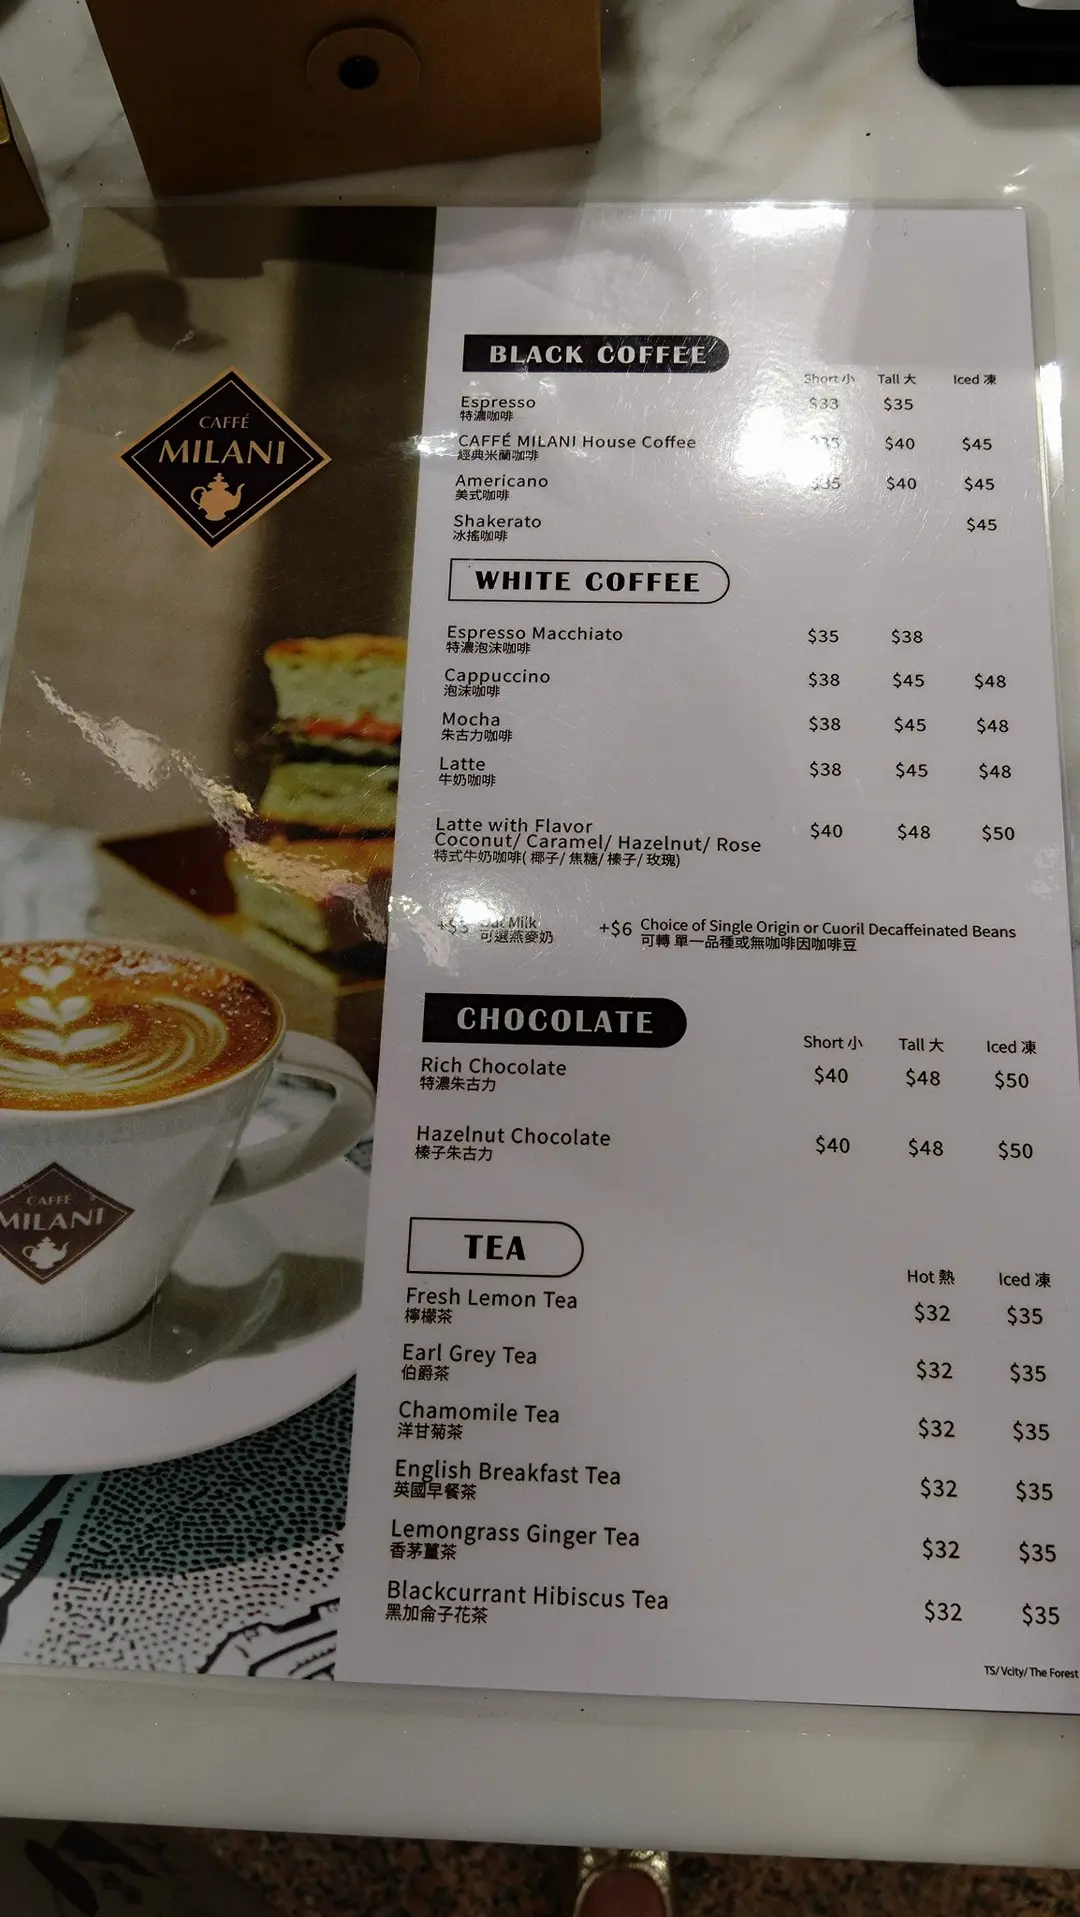 CAFFÉ
MILANI
BLACK COFFEE
Short 小 Tall 大 Iced 凍
Espresso $33 $35
特濃咖啡
CAFFÉ MILANI House Coffee $35 $40 $45
經典米蘭咖啡
Americano $35 $40 $45
美式咖啡
Shakerato $45
冰搖咖啡
WHITE COFFEE
Espresso Macchiato $35 $38
特濃泡沫咖啡
Cappuccino $38 $45 $48
泡沫咖啡
Mocha $38 $45 $48
朱古力咖啡
Latte $38 $45 $48
牛奶咖啡
Latte with Flavor
Coconut/ Caramel/ Hazelnut/ Rose $40 $48 $50
特式牛奶咖啡( 椰子/ 焦糖/ 榛子/ 玫瑰)
Oat Milk +$6 Choice of Single Origin or Cuoril Decaffeinated Beans
可選燕麥奶 可轉 單一品種或無咖啡因咖啡豆
CHOCOLATE
Short 小 Tall 大 Iced 凍
Rich Chocolate $40 $48 $50
特濃朱古力
Hazelnut Chocolate $40 $48 $50
榛子朱古力
TEA
Hot 熱 Iced 凍
Fresh Lemon Tea $32 $35
檸檬茶
Earl Grey Tea $32 $35
伯爵茶
Chamomile Tea $32 $35
洋甘菊茶
English Breakfast Tea $32 $35
英國早餐茶
Lemongrass Ginger Tea $32 $35
香茅薑茶
Blackcurrant Hibiscus Tea $32 $35
黑加侖子花茶
TS/ Vcity/ The Forest
CAFFÉ
MILANI